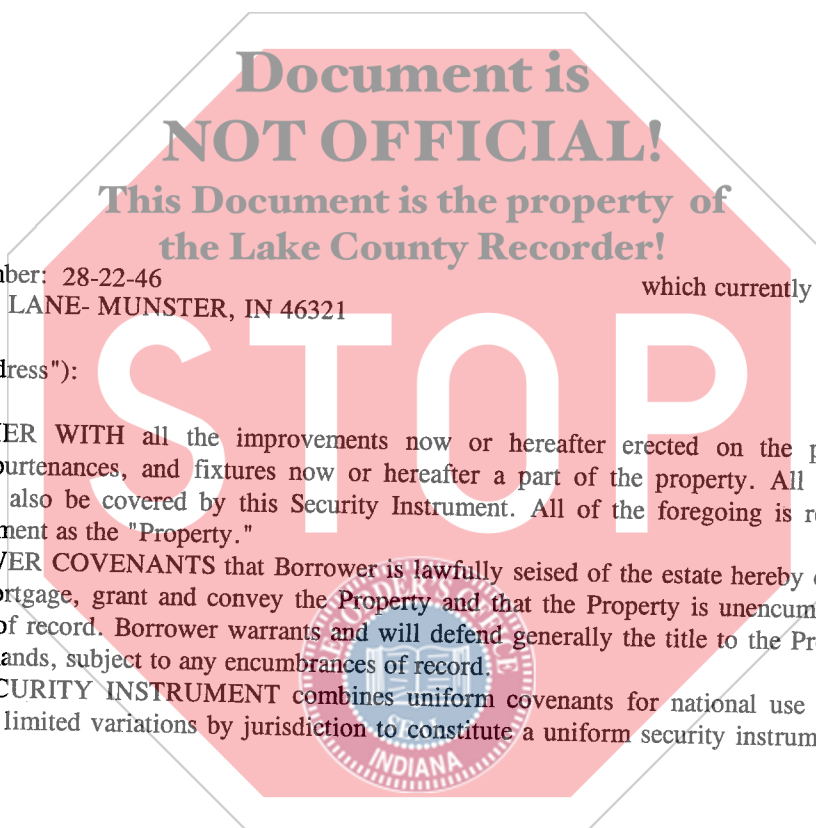 Document is
NOT OFFICIAL!
This Document is the property of
the Lake County Recorder!
ber: 28-22-46 which currently
LANE- MUNSTER, IN 46321
dress"):
STOP
ER WITH all the improvements now or hereafter erected on the p
purtenances, and fixtures now or hereafter a part of the property. All
also be covered by this Security Instrument. All of the foregoing is re
ment as the "Property."
VER COVENANTS that Borrower is lawfully seised of the estate hereby
ortgage, grant and convey the Property and that the Property is unencum
of record. Borrower warrants and will defend generally the title to the Pr
ands, subject to any encumbrances of record.
CURITY INSTRUMENT combines uniform covenants for national use
limited variations by jurisdiction to constitute a uniform security instrum
RECORDER'S OFFICE
SEAL
INDIANA